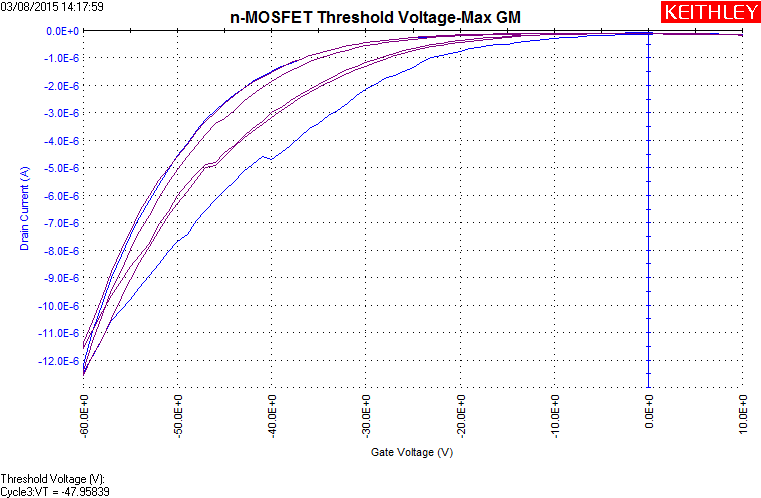 03/08/2015 14:17:59
n-MOSFET Threshold Voltage-Max GM
KEITHLEY
0.0E+0
-1.0E-6
-2.0E-6
-3.0E-6
-4.0E-6
-5.0E-6
-6.0E-6
-7.0E-6
-8.0E-6
-9.0E-6
-10.0E-6
-11.0E-6
-12.0E-6
Drain Current (A)
-60.0E+0
-50.0E+0
-40.0E+0
-30.0E+0
-20.0E+0
-10.0E+0
0.0E+0
10.0E+0
Gate Voltage (V)
Threshold Voltage (V):
Cycle3:VT = -47.95839